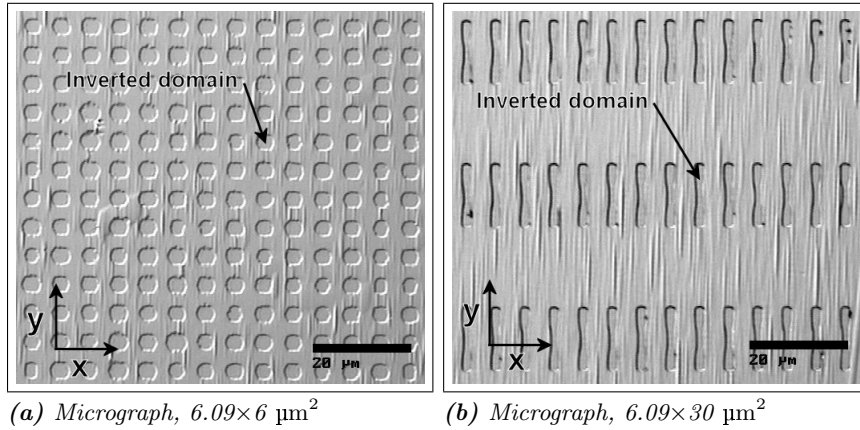 Inverted domain
y
x
20 µm
(a) Micrograph, 6.09×6 µm²
Inverted domain
y
x
20 µm
(b) Micrograph, 6.09×30 µm²